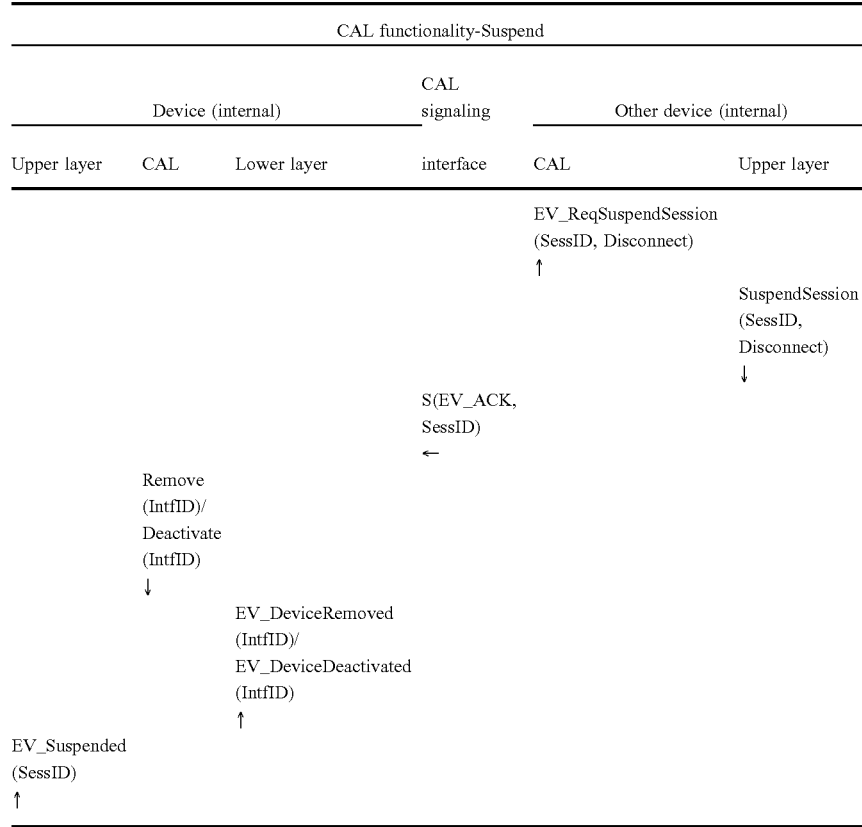 CAL functionality-Suspend
CAL
Device (internal) signaling Other device (internal)
Upper layer CAL Lower layer interface CAL Upper layer
EV_ReqSuspendSession
(SessID, Disconnect)
↑
SuspendSession
(SessID,
Disconnect)
↓
S(EV_ACK,
SessID)
←
Remove
(IntfID)/
Deactivate
(IntfID)
↓
EV_DeviceRemoved
(IntfID)/
EV_DeviceDeactivated
(IntfID)
↑
EV_Suspended
(SessID)
↑